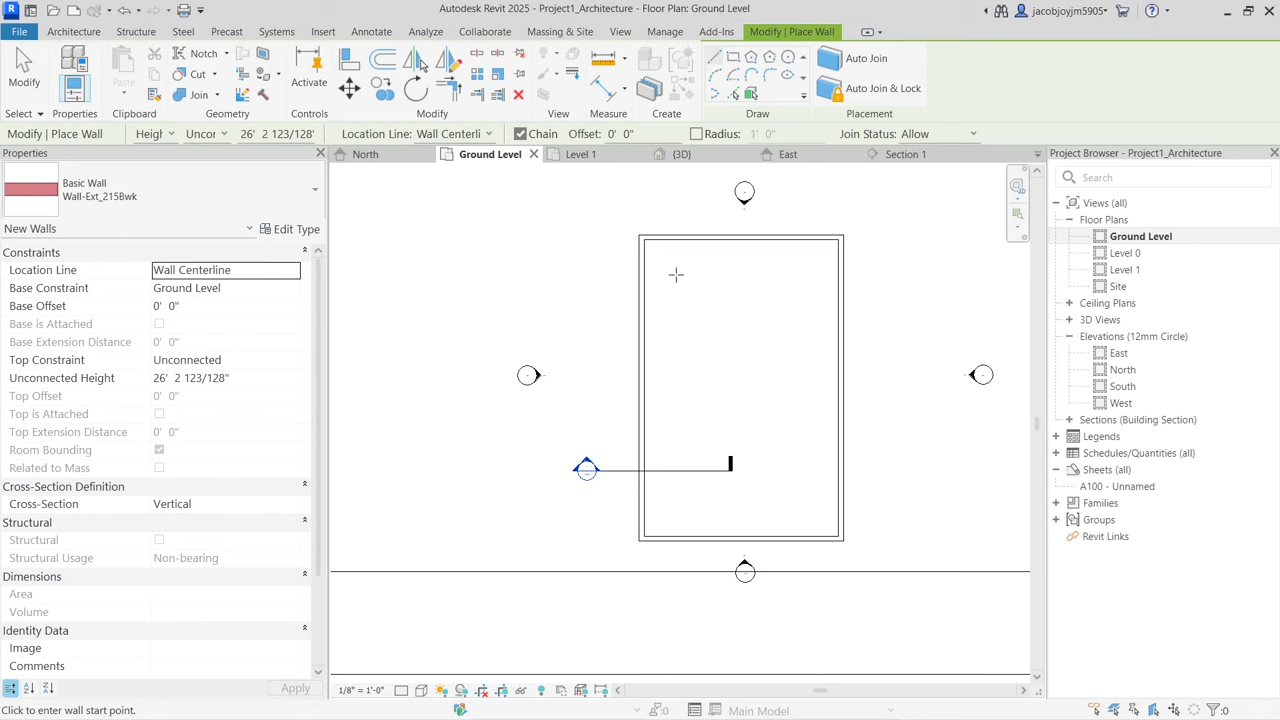 Autodesk Revit 2025 - Project1_Architecture - Floor Plan: Ground Level
jacobjoyjm5905
File Architecture Structure Steel Precast Systems Insert Annotate Analyze Collaborate Massing & Site View Manage Add-Ins Modify | Place Wall
Modify
Properties
Paste
Notch
Cut
Join
Activate
Auto Join
Auto Join & Lock
Select Properties Clipboard Geometry Controls Modify View Measure Create Draw Placement
Modify | Place Wall Heigh Uncor 26' 2 123/128' Location Line: Wall Centerli Chain Offset: 0' 0" Radius: 1' 0" Join Status: Allow
Properties
North Ground Level Level 1 {3D} East Section 1
Project Browser - Project1_Architecture
Basic Wall
Wall-Ext_215Bwk
New Walls Edit Type
Constraints
Location Line Wall Centerline
Base Constraint Ground Level
Base Offset 0' 0"
Base is Attached
Base Extension Distance 0' 0"
Top Constraint Unconnected
Unconnected Height 26' 2 123/128"
Top Offset 0' 0"
Top is Attached
Top Extension Distance 0' 0"
Room Bounding
Related to Mass
Cross-Section Definition
Cross-Section Vertical
Structural
Structural
Structural Usage Non-bearing
Dimensions
Area
Volume
Identity Data
Image
Comments
Apply
Search
Views (all)
Floor Plans
Ground Level
Level 0
Level 1
Site
Ceiling Plans
3D Views
Elevations (12mm Circle)
East
North
South
West
Sections (Building Section)
Legends
Schedules/Quantities (all)
Sheets (all)
A100 - Unnamed
Families
Groups
Revit Links
1/8" = 1'-0"
Click to enter wall start point.
:0
Main Model
:0